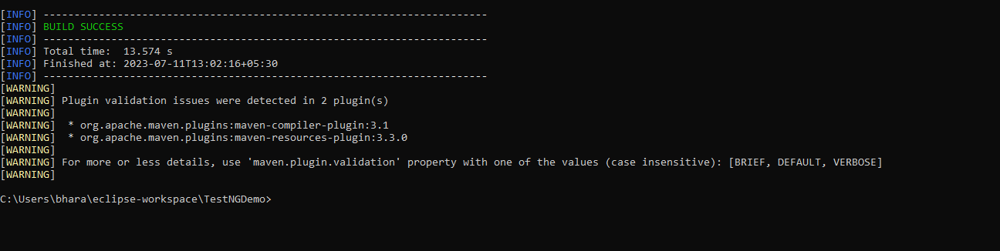 [INFO] ------------------------------------------------------------------------
[INFO] BUILD SUCCESS
[INFO] ------------------------------------------------------------------------
[INFO] Total time:  13.574 s
[INFO] Finished at: 2023-07-11T13:02:16+05:30
[INFO] ------------------------------------------------------------------------
[WARNING]
[WARNING] Plugin validation issues were detected in 2 plugin(s)
[WARNING]
[WARNING]  * org.apache.maven.plugins:maven-compiler-plugin:3.1
[WARNING]  * org.apache.maven.plugins:maven-resources-plugin:3.3.0
[WARNING]
[WARNING] For more or less details, use 'maven.plugin.validation' property with one of the values (case insensitive): [BRIEF, DEFAULT, VERBOSE]
[WARNING]
C:\Users\bhara\eclipse-workspace\TestNGDemo>